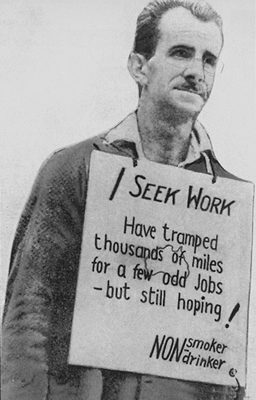 I SEEK WORK
Have tramped
thousands of miles
for a few odd Jobs
- but still hoping!
NON smoker
drinker